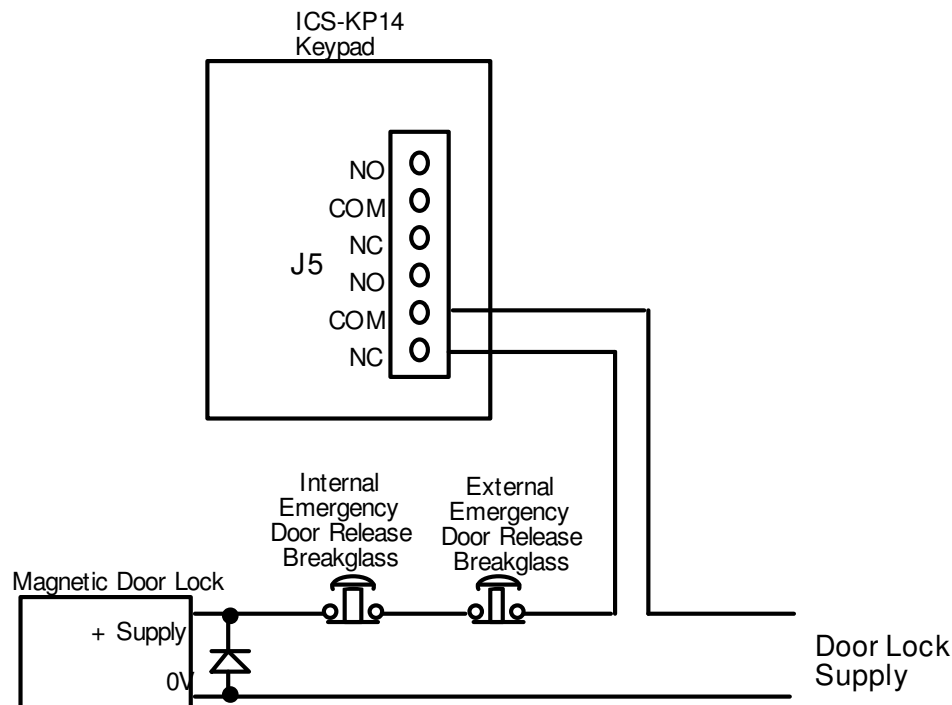 ICS-KP14
Keypad
NO
COM
NC
J5
NO
COM
NC
Internal
Emergency
Door Release
Breakglass
External
Emergency
Door Release
Breakglass
Magnetic Door Lock
+ Supply
0V
Door Lock
Supply